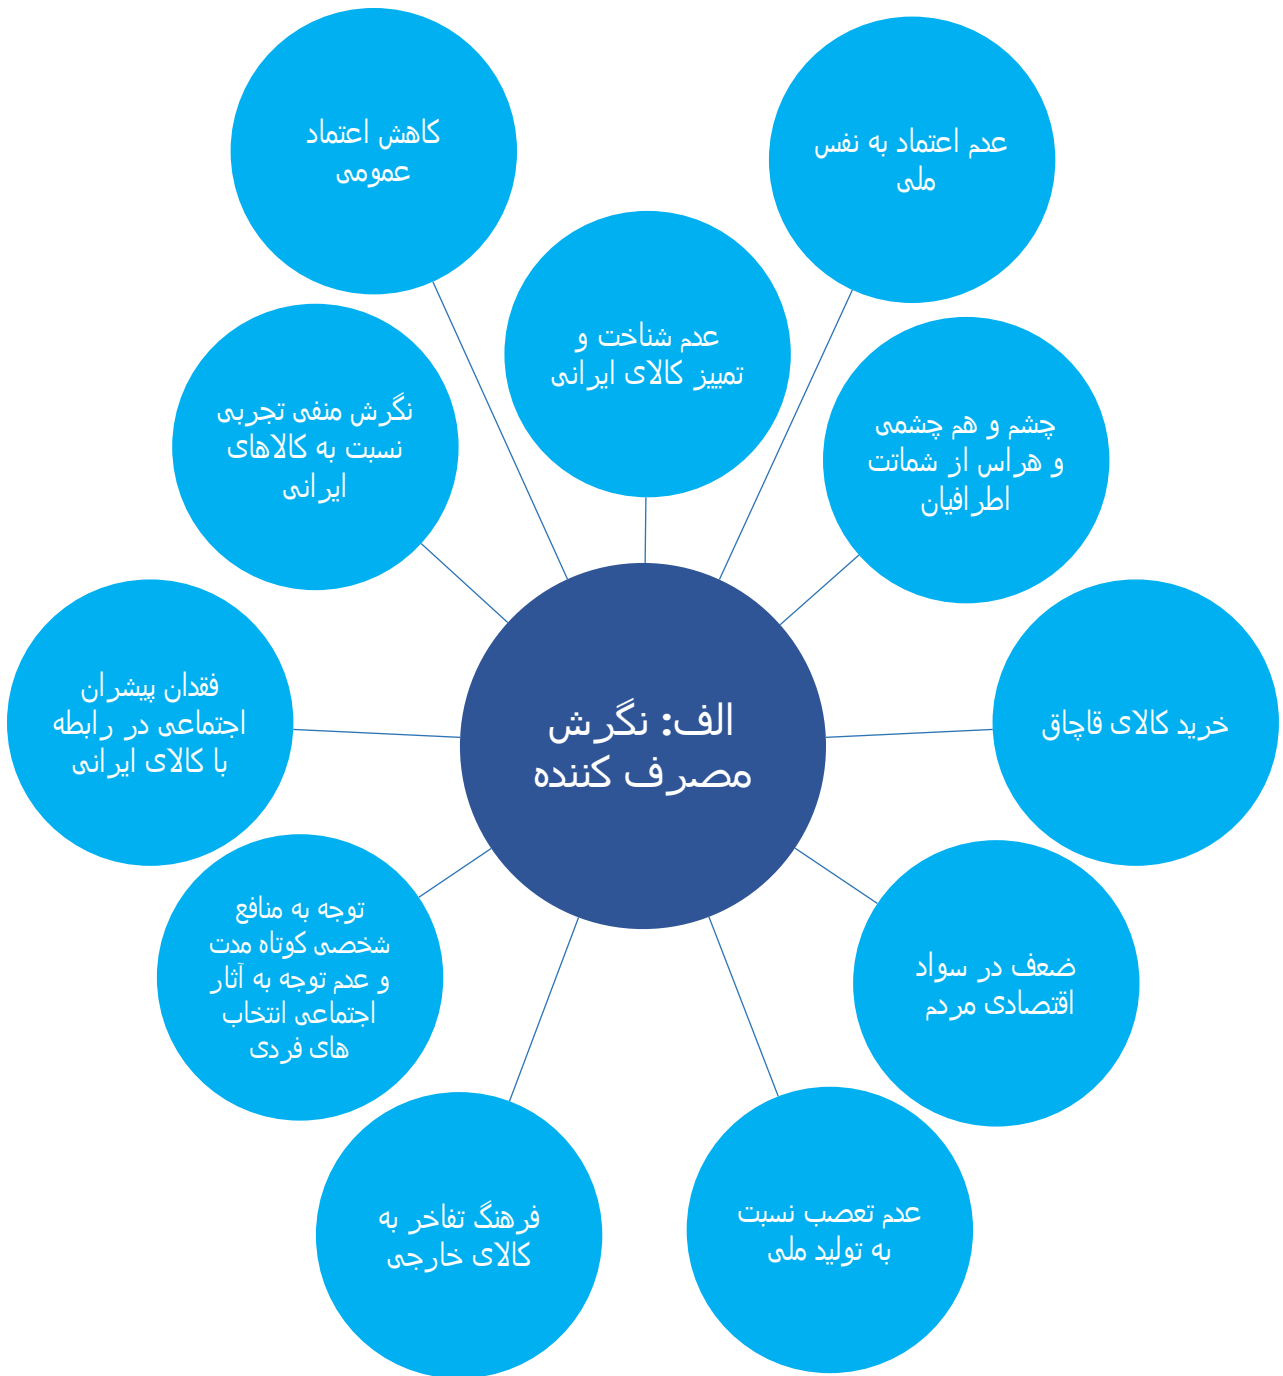 کاهش اعتماد
عمومی
عدم اعتماد به نفس
ملی
عدم شناخت و
تمییز کالای ایرانی
نگرش منفی تجربی
نسبت به کالاهای
ایرانی
چشم و هم چشمی
و هراس از شماتت
اطرافیان
فقدان پیشران
اجتماعی در رابطه
با کالای ایرانی
الف: نگرش
مصرف کننده
خرید کالای قاچاق
توجه به منافع
شخصی کوتاه مدت
و عدم توجه به آثار
اجتماعی انتخاب
های فردی
ضعف در سواد
اقتصادی مردم
فرهنگ تفاخر به
کالای خارجی
عدم تعصب نسبت
به تولید ملی